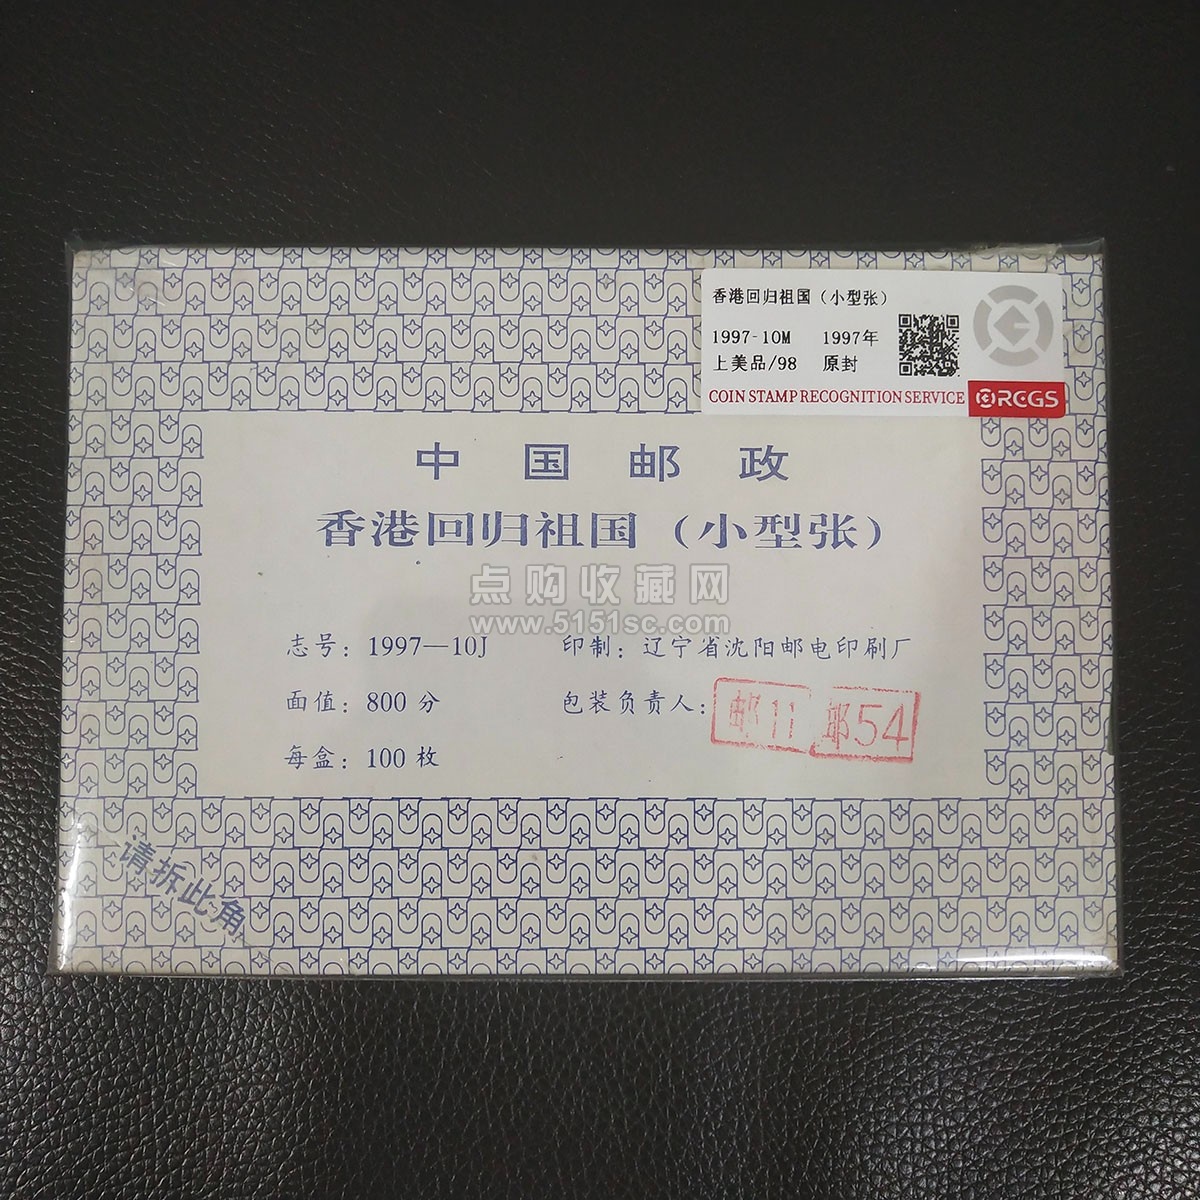 香港回归祖国（小型张）
1997-10M 1997年
上美品/98 原封
COIN STAMP RECOGNITION SERVICE
RCGS
中国邮政
香港回归祖国（小型张）
点购收藏网
www.5151sc.com
志号：1997—10J 印制：辽宁省沈阳邮电印刷厂
面值：800分 包装负责人：邮11 邮54
每盒：100枚
请拆此角